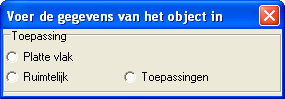 Voer de gegevens van het object in
Toepassing
Platte vlak
Ruimtelijk Toepassingen